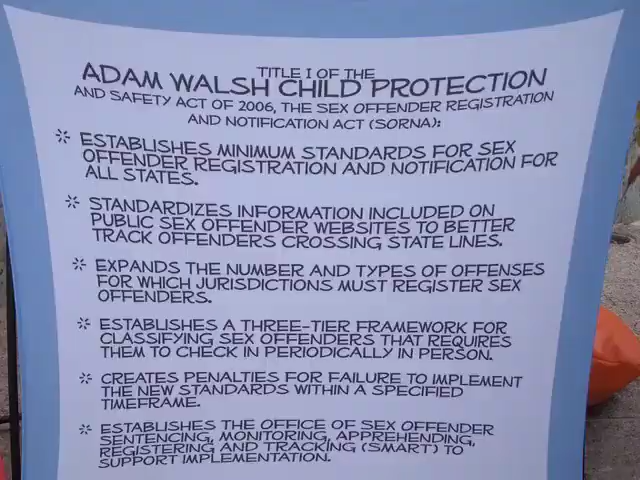 TITLE I OF THE
ADAM WALSH CHILD PROTECTION
AND SAFETY ACT OF 2006, THE SEX OFFENDER REGISTRATION
AND NOTIFICATION ACT (SORNA):
ESTABLISHES MINIMUM STANDARDS FOR SEX
OFFENDER REGISTRATION AND NOTIFICATION FOR
ALL STATES.
STANDARDIZES INFORMATION INCLUDED ON
PUBLIC SEX OFFENDER WEBSITES TO BETTER
TRACK OFFENDERS CROSSING STATE LINES.
EXPANDS THE NUMBER AND TYPES OF OFFENSES
FOR WHICH JURISDICTIONS MUST REGISTER SEX
OFFENDERS.
ESTABLISHES A THREE-TIER FRAMEWORK FOR
CLASSIFYING SEX OFFENDERS THAT REQUIRES
THEM TO CHECK IN PERIODICALLY IN PERSON.
CREATES PENALTIES FOR FAILURE TO IMPLEMENT
THE NEW STANDARDS WITHIN A SPECIFIED
TIMEFRAME.
ESTABLISHES THE OFFICE OF SEX OFFENDER
SENTENCING, MONITORING, APPREHENDING,
REGISTERING AND TRACKING (SMART) TO
SUPPORT IMPLEMENTATION.